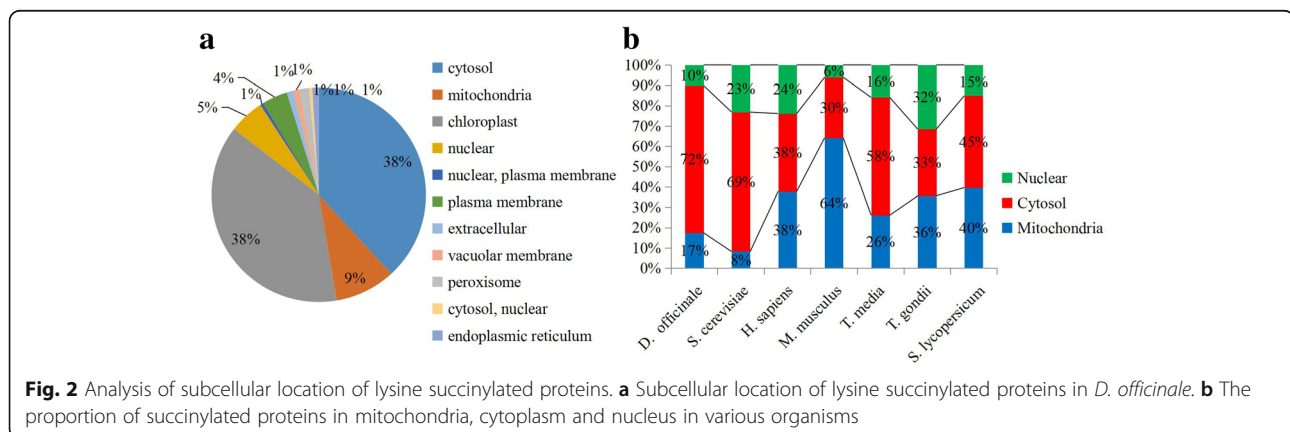 a
4%
1%
1%
1%
1%
1%
1%
5%
38%
38%
9%
cytosol
mitochondria
chloroplast
nuclear
nuclear, plasma membrane
plasma membrane
extracellular
vacuolar membrane
peroxisome
cytosol, nuclear
endoplasmic reticulum
b
100%
90%
80%
70%
60%
50%
40%
30%
20%
10%
0%
10%
23%
24%
6%
16%
32%
15%
72%
69%
38%
30%
58%
33%
45%
17%
8%
38%
64%
26%
36%
40%
D. officinale
S. cerevisiae
H. sapiens
M. musculus
T. media
T. gondii
S. lycopersicum
Nuclear
Cytosol
Mitochondria
Fig. 2 Analysis of subcellular location of lysine succinylated proteins. a Subcellular location of lysine succinylated proteins in D. officinale. b The
proportion of succinylated proteins in mitochondria, cytoplasm and nucleus in various organisms